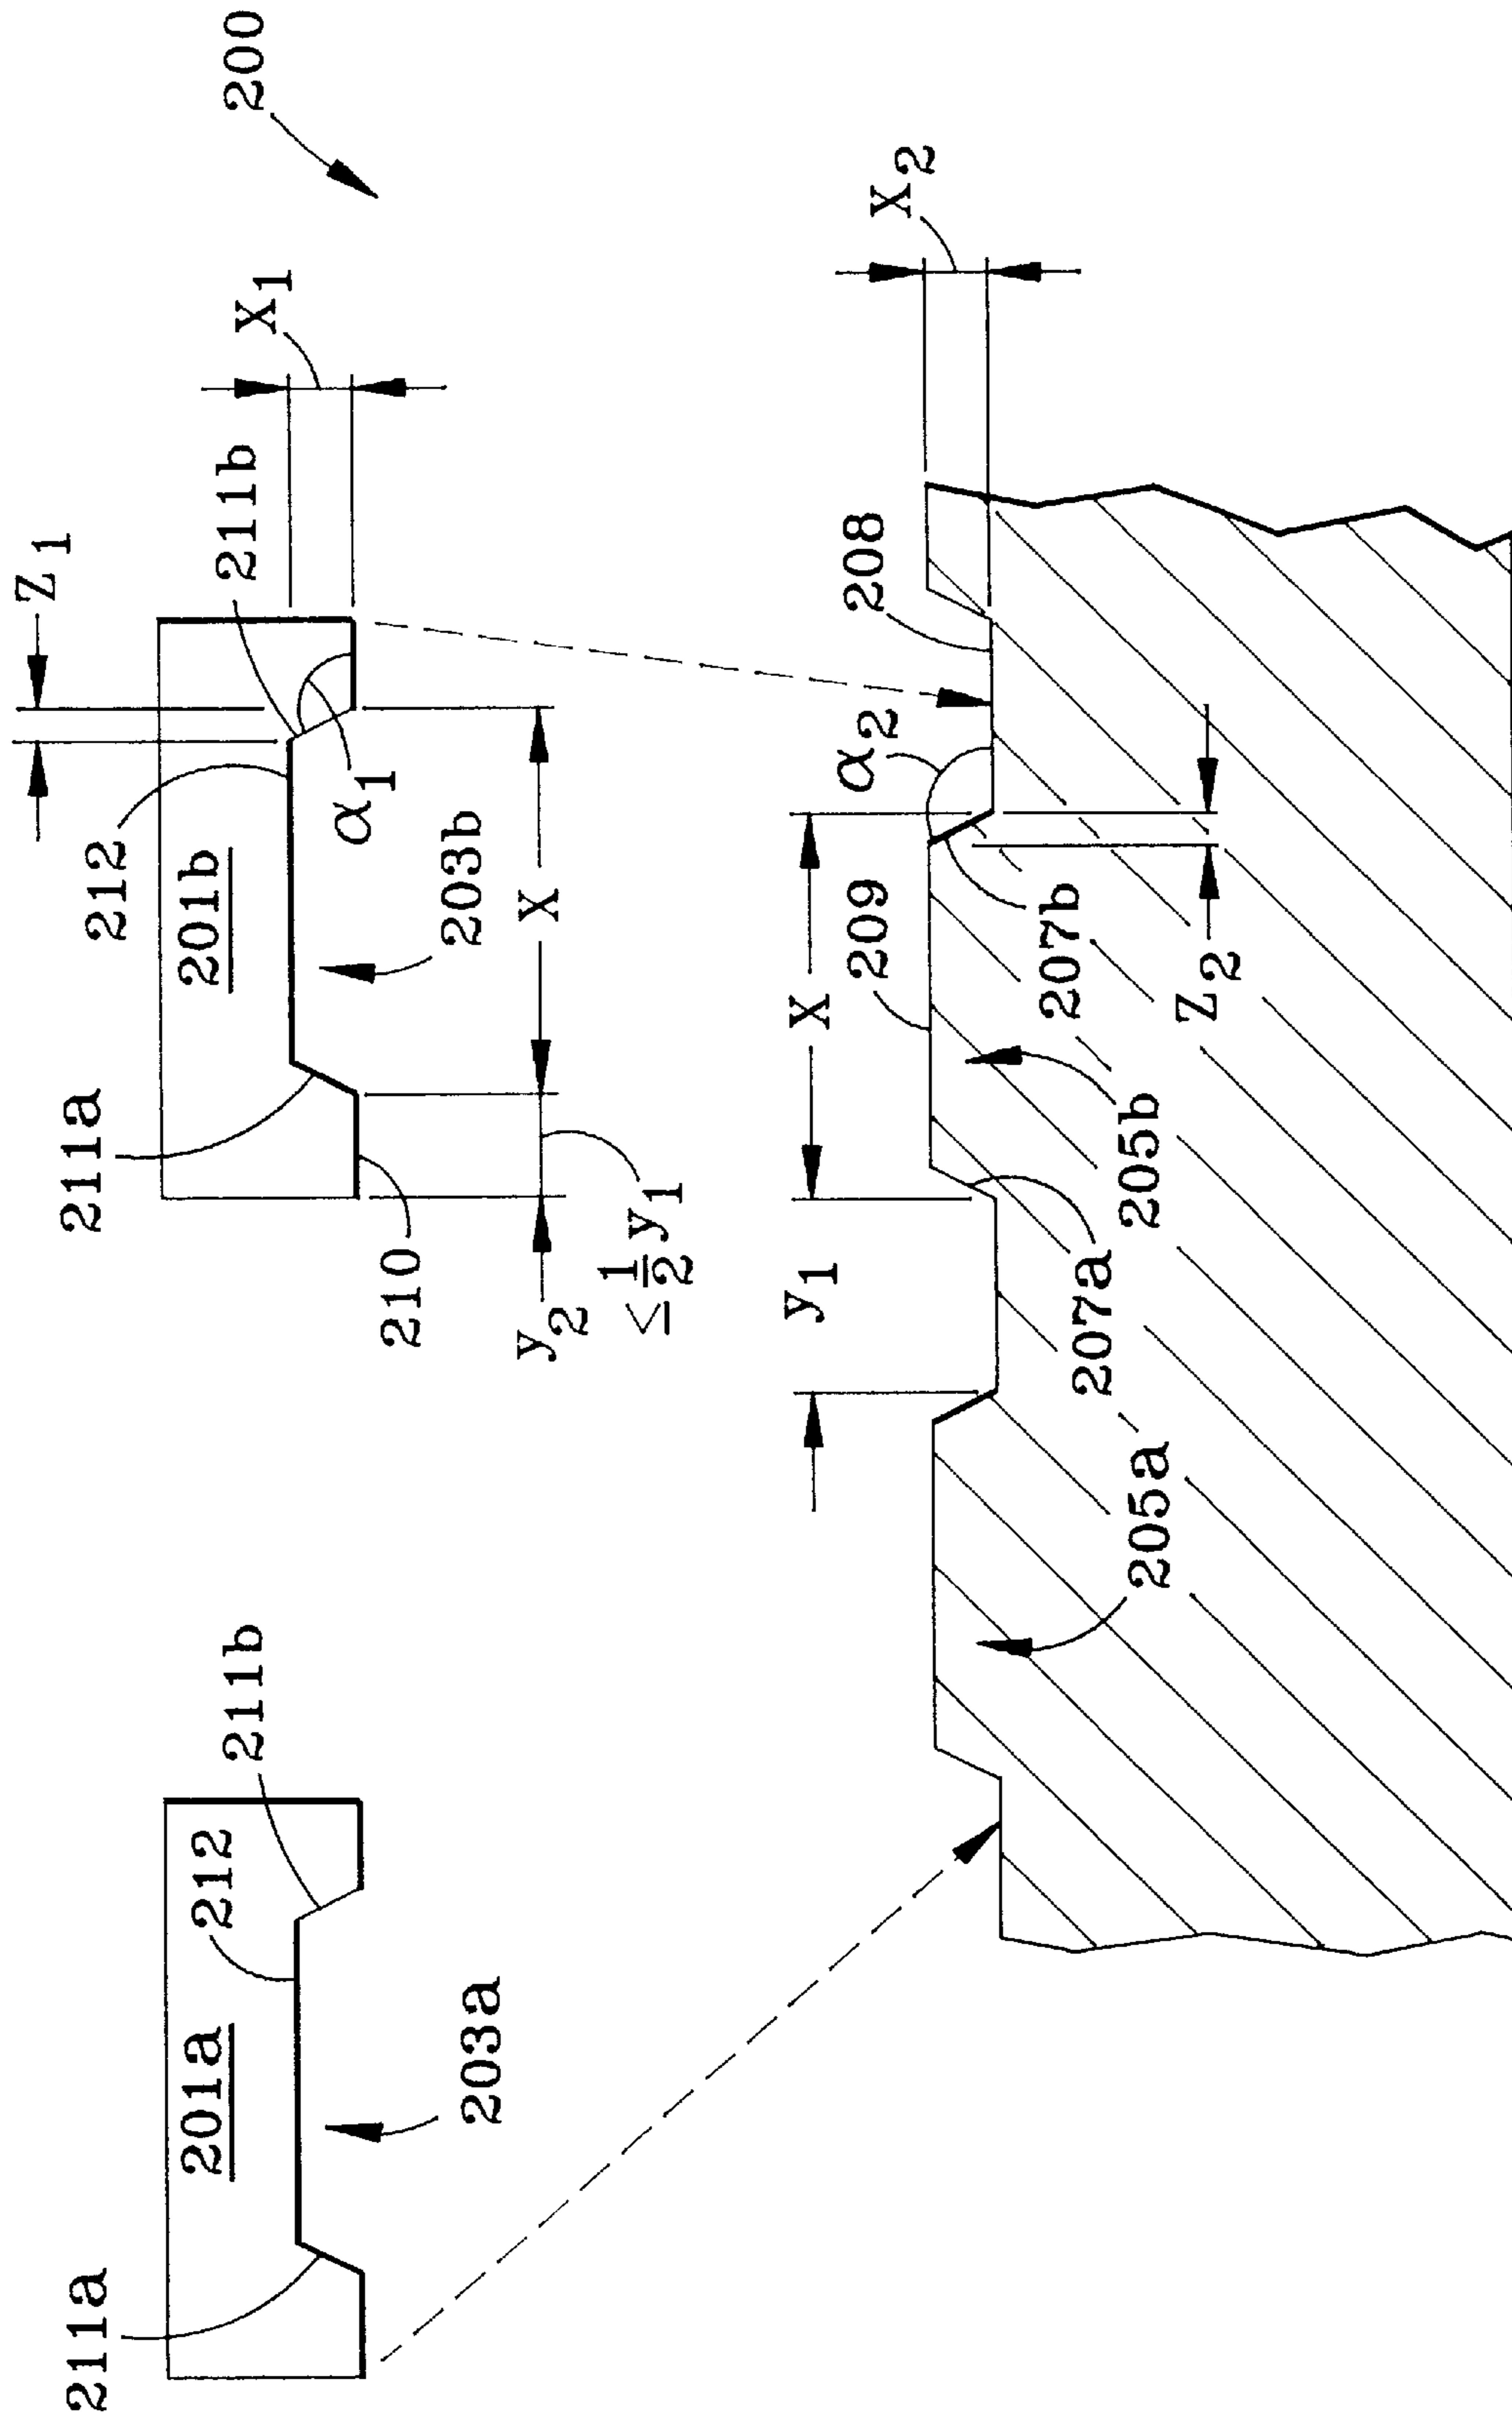 200
Z₁
X₁
211b
212
201b
α₁
203b
X
211a
210
y₂
≤ 1/2 y₁
211b
212
201a
203a
211a
X₂
208
α₂
209
X
207b
Z₂
205b
y₁
207a
205a